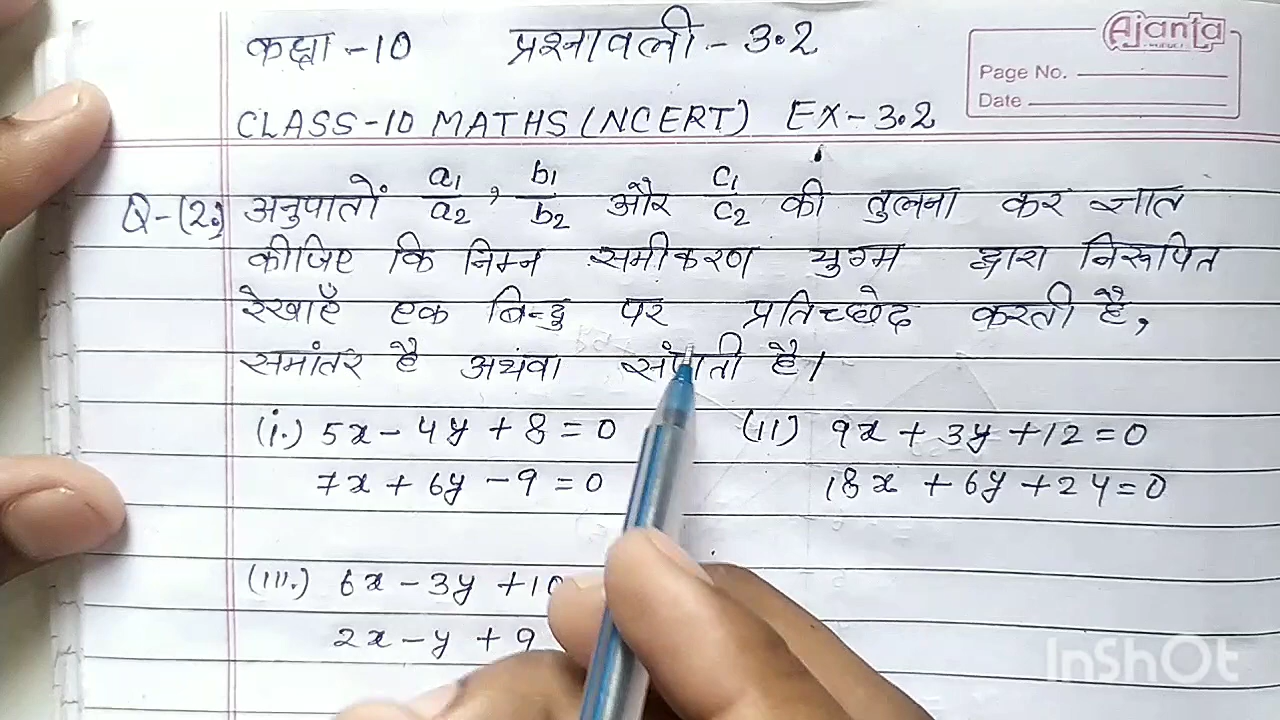 कक्षा - 10 प्रश्नावली - 3.2
Ajanta
Page No.
Date
CLASS-10 MATHS (NCERT) EX-3.2
Q-(2.) अनुपातों a₁/a₂, b₁/b₂ और c₁/c₂ की तुलना कर ज्ञात
कीजिए कि निम्न समीकरण युग्म द्वारा निरूपित
रेखाएँ एक बिन्दु पर प्रतिच्छेद करती है,
समांतर है अथवा संपाती है।
(i.) 5x - 4y + 8 = 0 (II) 9x + 3y + 12 = 0
7x + 6y - 9 = 0 18x + 6y + 24 = 0
(III.) 6x - 3y + 10
2x - y + 9
InShOt